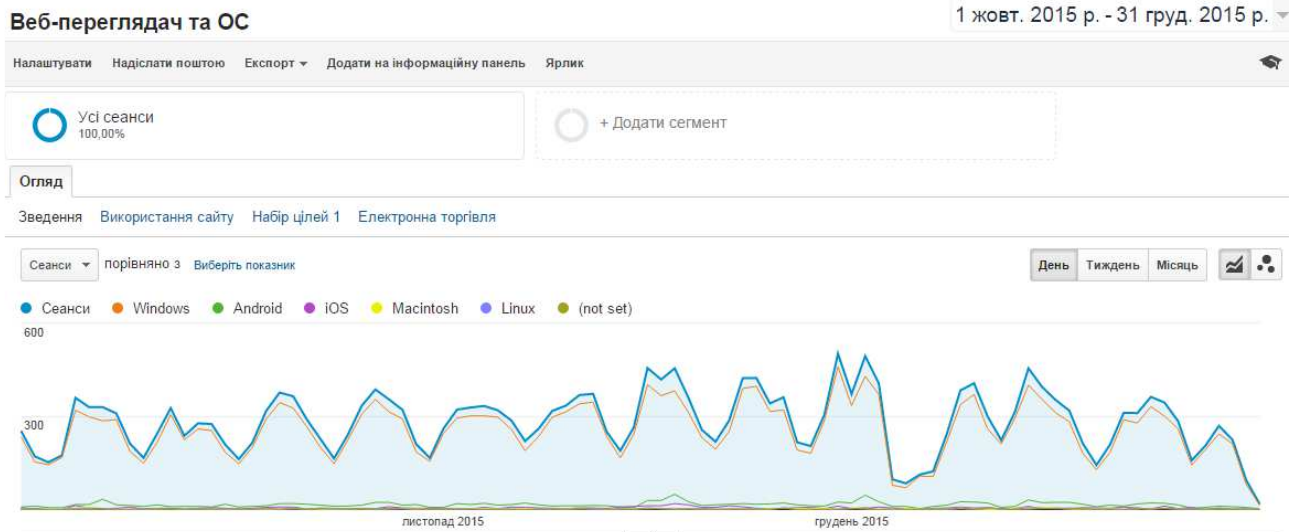 Веб-переглядач та ОС
1 жовт. 2015 р. - 31 груд. 2015 р.
Налаштувати Надіслати поштою Експорт Додати на інформаційну панель Ярлик
Усі сеанси
100,00%
+ Додати сегмент
Огляд
Зведення Використання сайту Набір цілей 1 Електронна торгівля
Сеанси порівняно з Виберіть показник День Тиждень Місяць
Сеанси Windows Android iOS Macintosh Linux (not set)
600
300
листопад 2015 грудень 2015